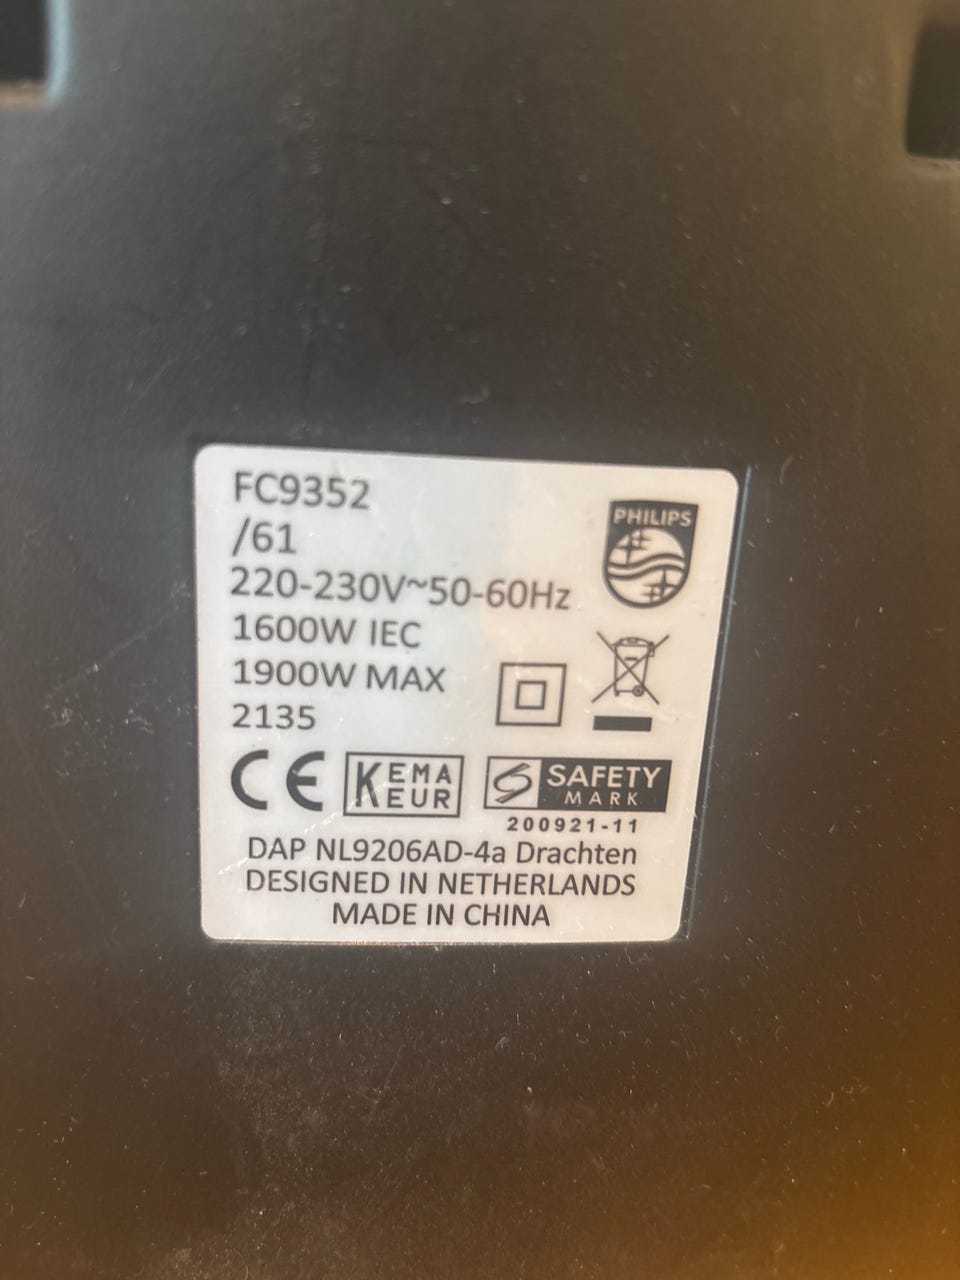 FC9352
/61
220-230V~50-60Hz
1600W IEC
1900W MAX
2135
PHILIPS
CE
KEMA
KEUR
SAFETY
MARK
200921-11
DAP NL9206AD-4a Drachten
DESIGNED IN NETHERLANDS
MADE IN CHINA